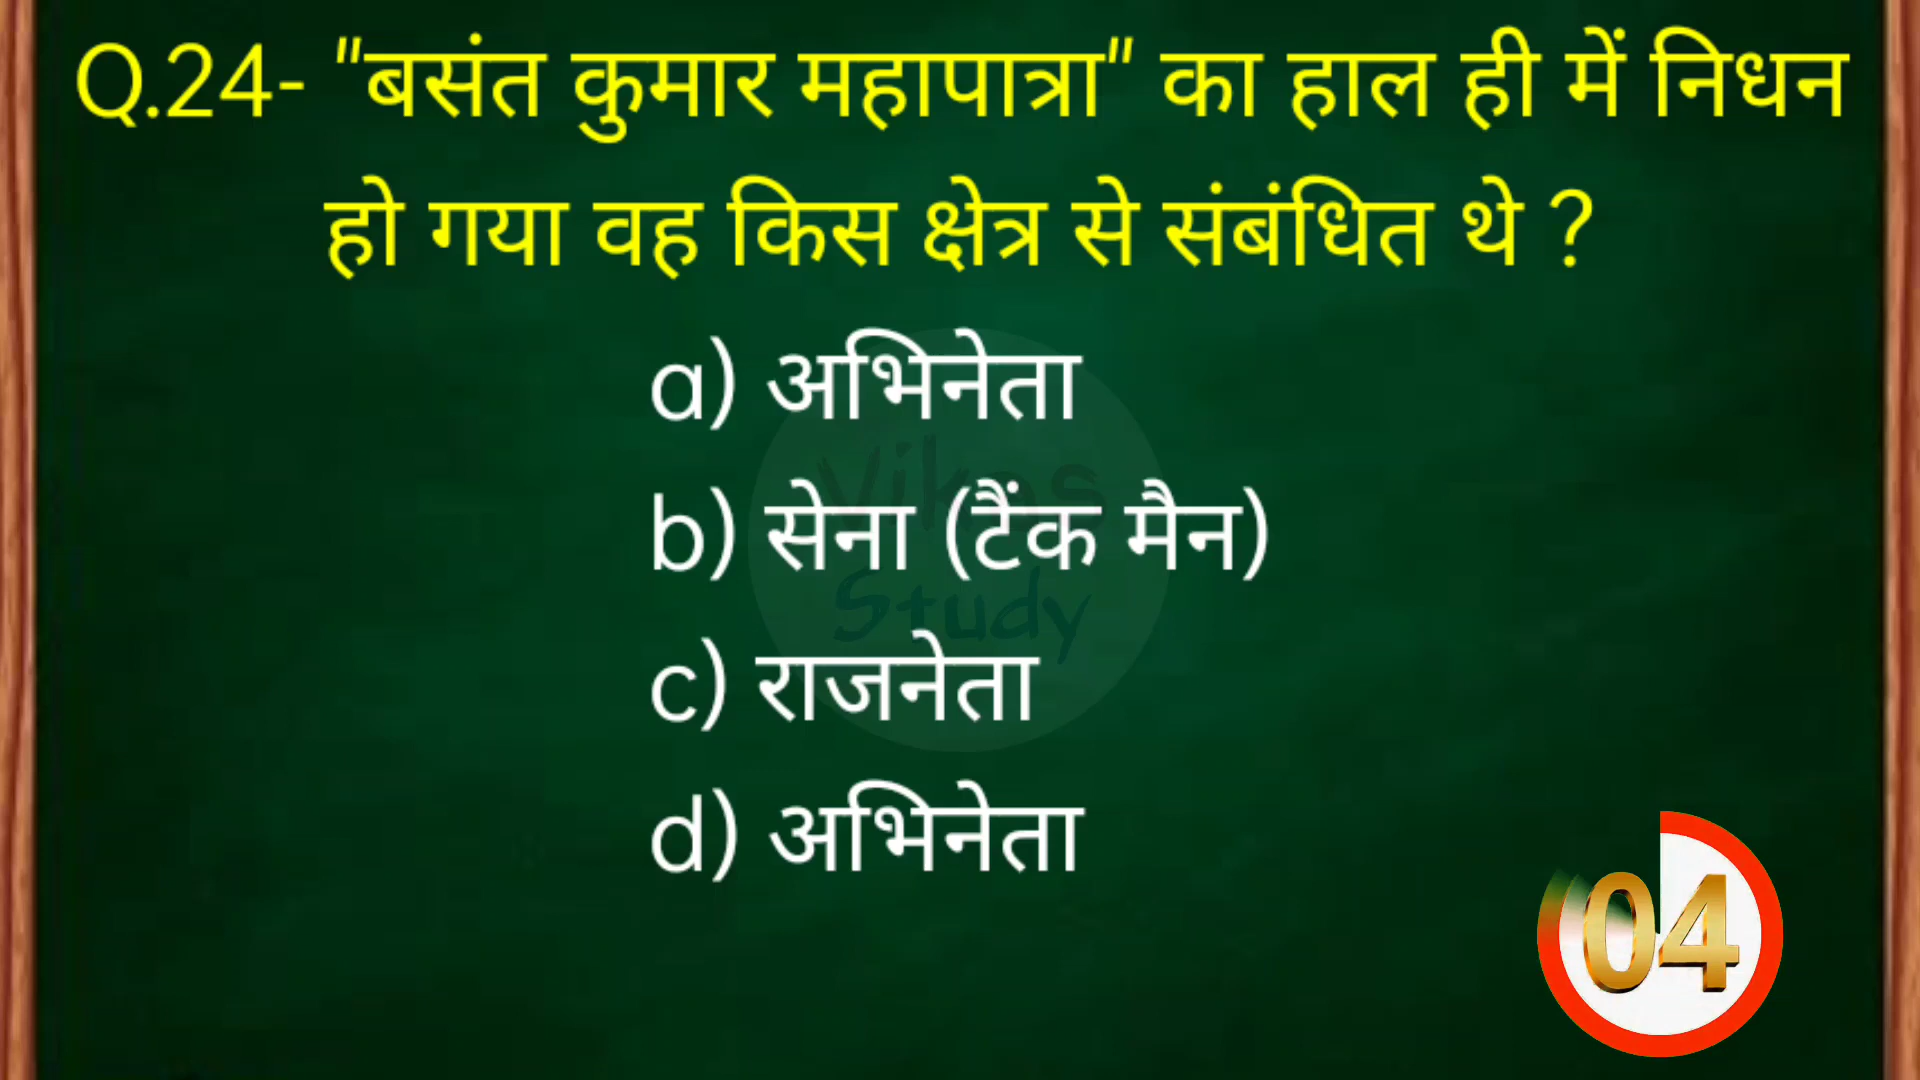 Q.24- "बसंत कुमार महापात्रा" का हाल ही में निधन
हो गया वह किस क्षेत्र से संबंधित थे ?
a) अभिनेता
b) सेना (टैंक मैन)
c) राजनेता
d) अभिनेता
Vikas
Study
04